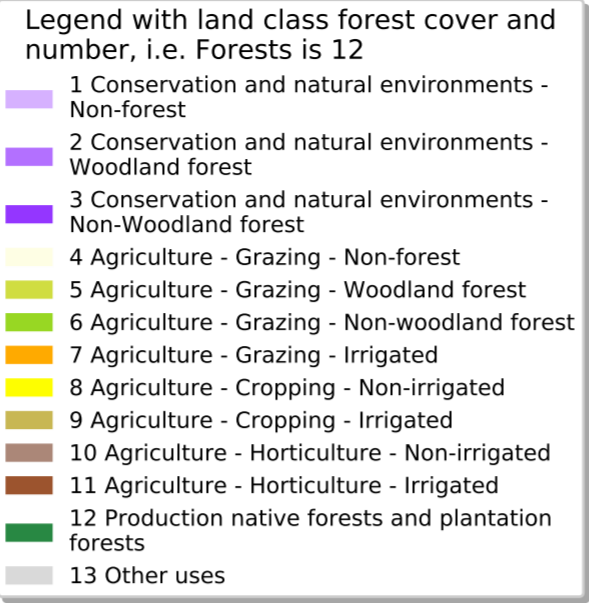 Legend with land class forest cover and
number, i.e. Forests is 12
1 Conservation and natural environments -
Non-forest
2 Conservation and natural environments -
Woodland forest
3 Conservation and natural environments -
Non-Woodland forest
4 Agriculture - Grazing - Non-forest
5 Agriculture - Grazing - Woodland forest
6 Agriculture - Grazing - Non-woodland forest
7 Agriculture - Grazing - Irrigated
8 Agriculture - Cropping - Non-irrigated
9 Agriculture - Cropping - Irrigated
10 Agriculture - Horticulture - Non-irrigated
11 Agriculture - Horticulture - Irrigated
12 Production native forests and plantation
forests
13 Other uses